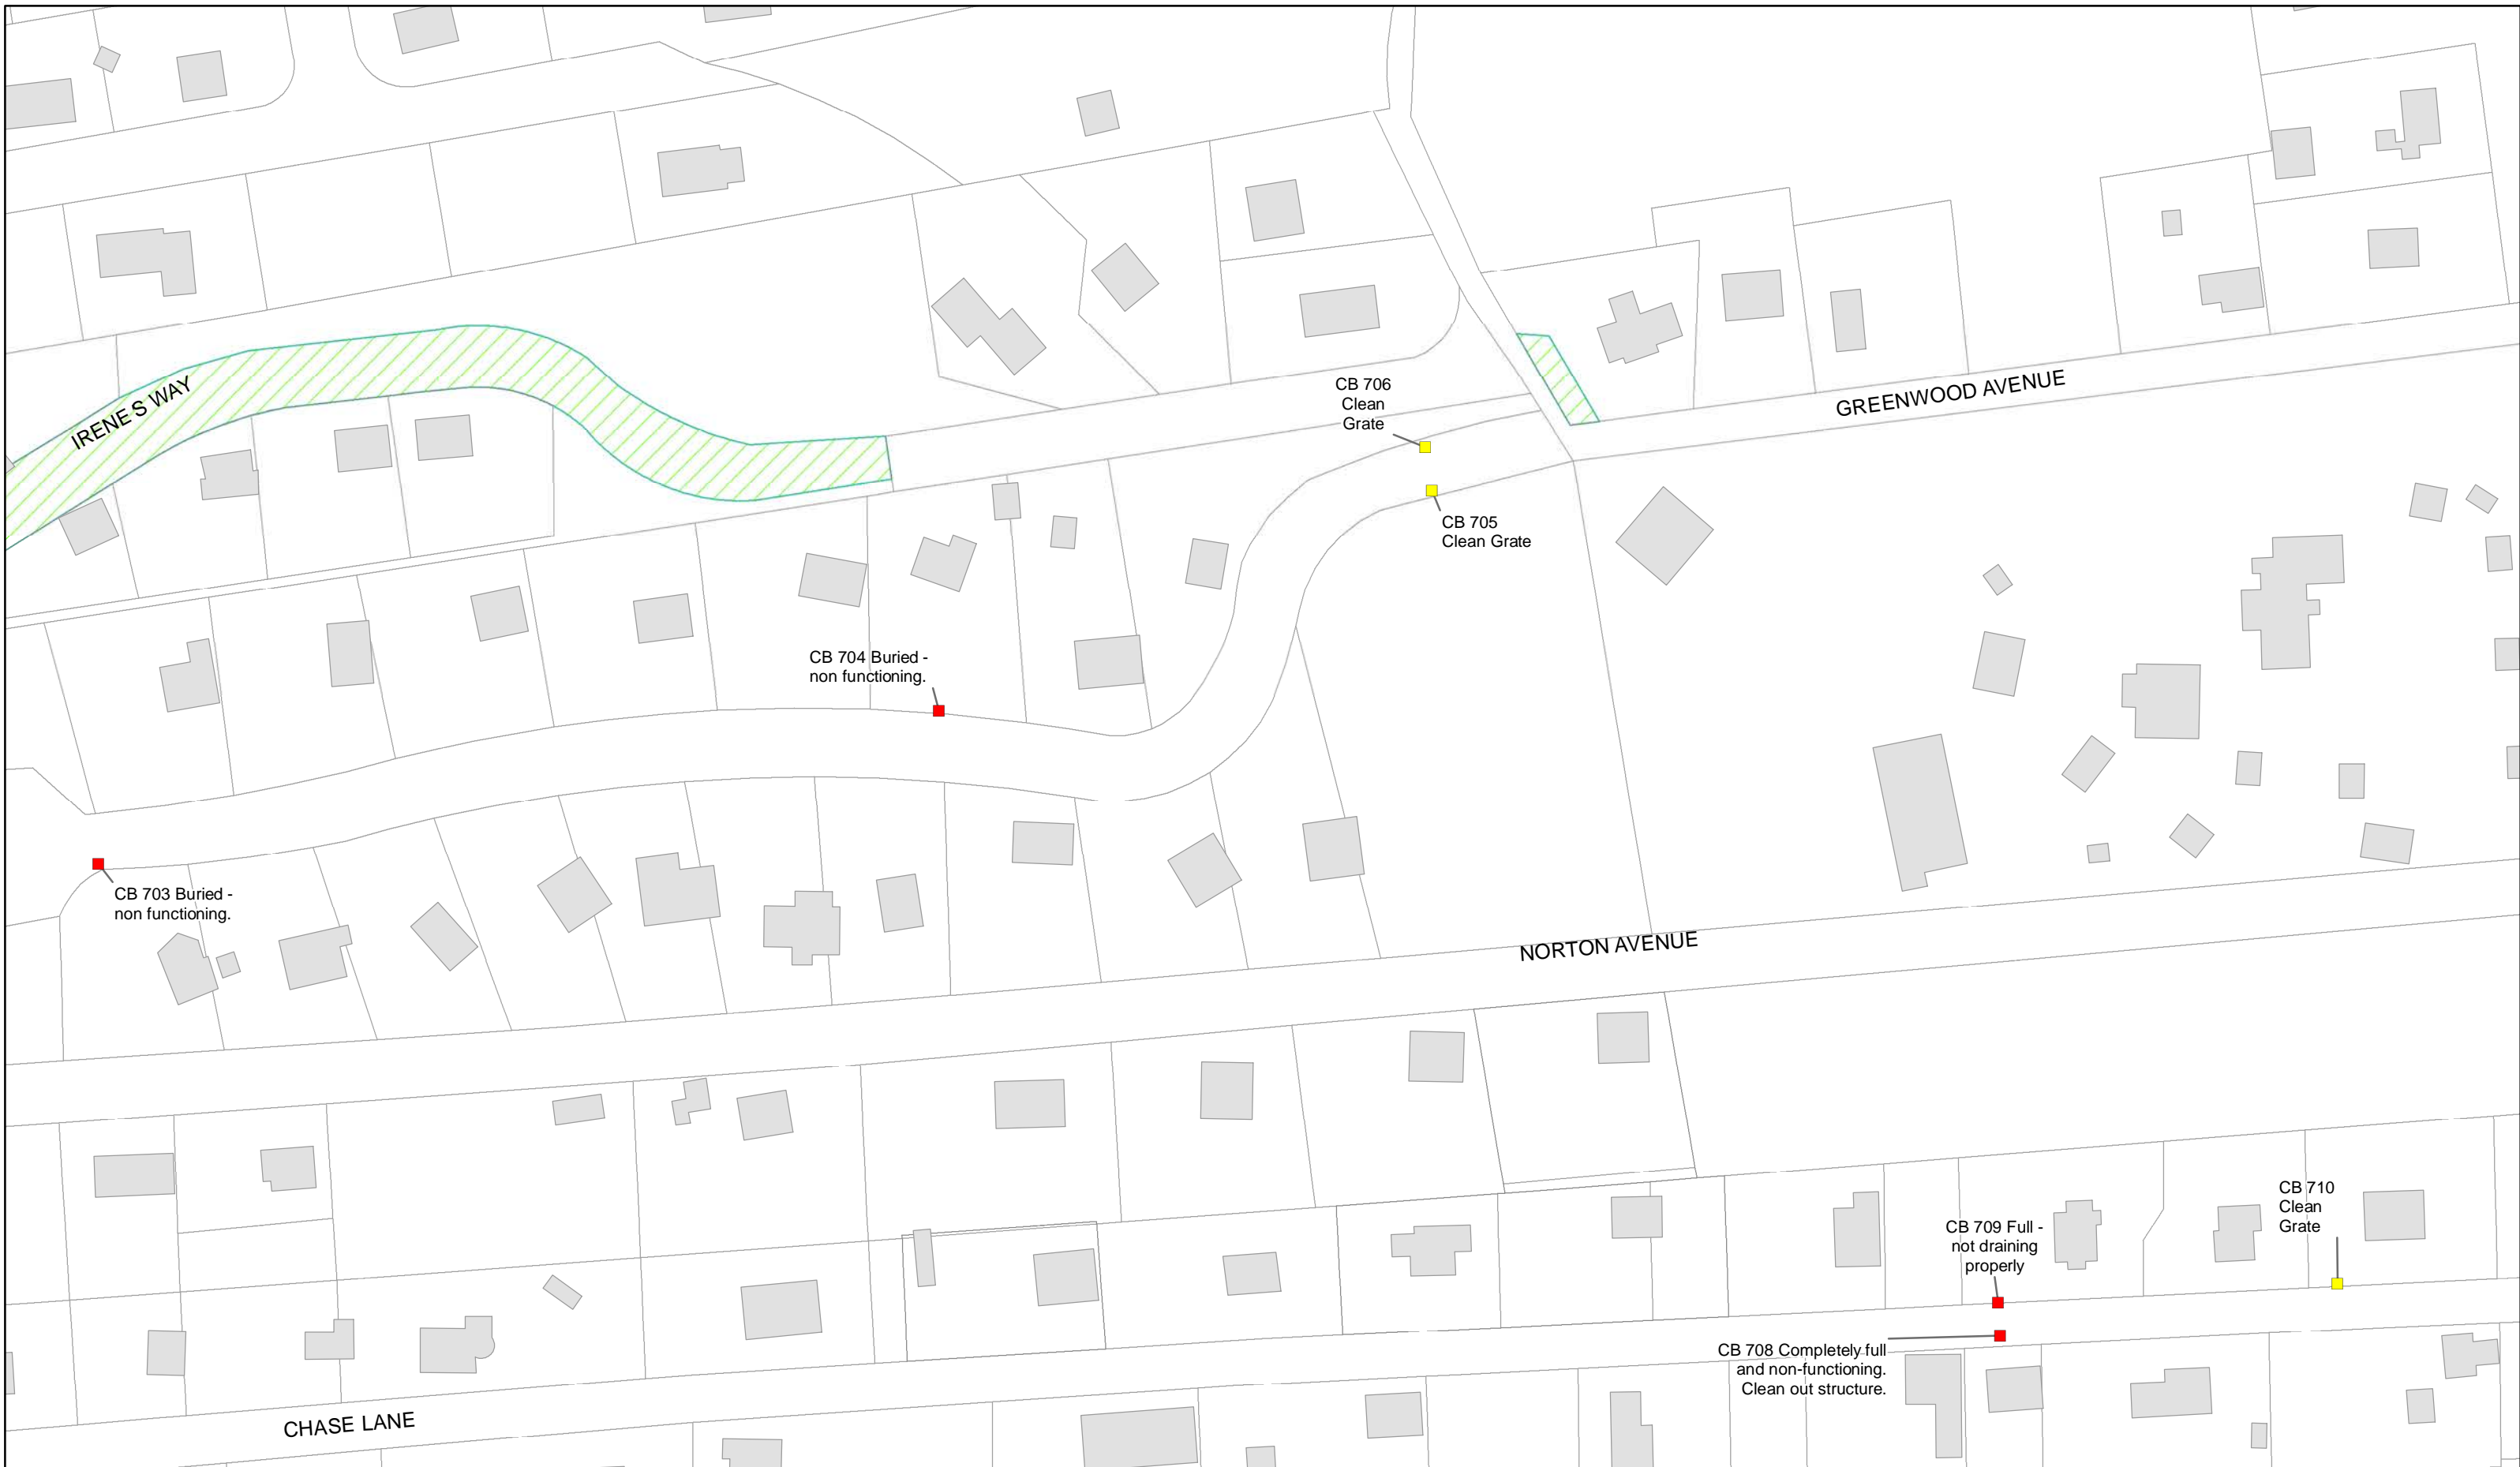 CB 706
Clean
Grate
GREENWOOD AVENUE
IRENE'S WAY
CB 705
Clean Grate
CB 704 Buried -
non functioning.
CB 703 Buried -
non functioning.
NORTON AVENUE
CB 710
Clean
Grate
CB 709 Full -
not draining
properly
CB 708 Completely full
and non-functioning.
Clean out structure.
CHASE LANE